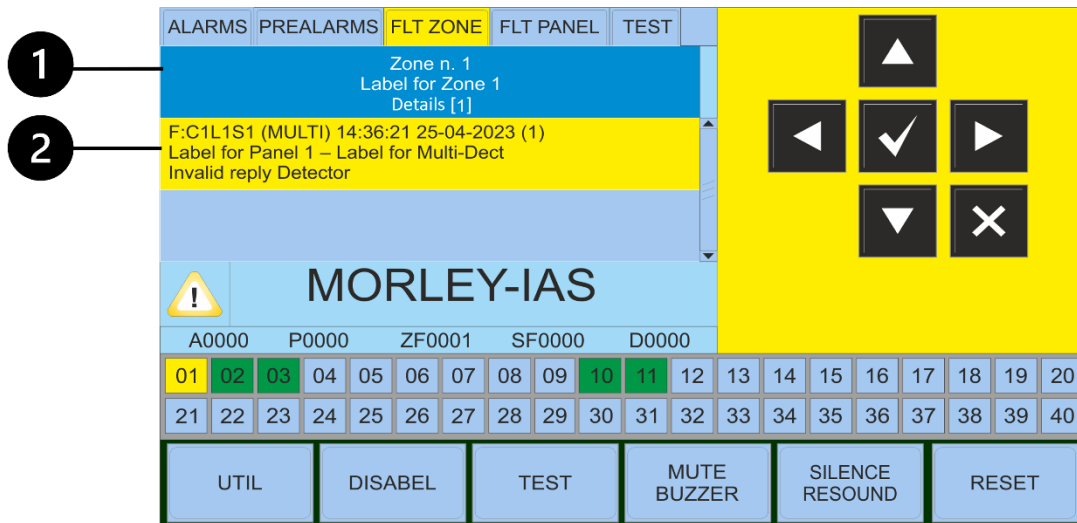 ALARMS PREALARMS FLT ZONE FLT PANEL TEST
1
Zone n. 1
Label for Zone 1
Details [1]
2
F:C1L1S1 (MULTI) 14:36:21 25-04-2023 (1)
Label for Panel 1 – Label for Multi-Dect
Invalid reply Detector
! MORLEY-IAS
A0000 P0000 ZF0001 SF0000 D0000
01 02 03 04 05 06 07 08 09 10 11 12 13 14 15 16 17 18 19 20
21 22 23 24 25 26 27 28 29 30 31 32 33 34 35 36 37 38 39 40
UTIL DISABEL TEST MUTE BUZZER SILENCE RESOUND RESET